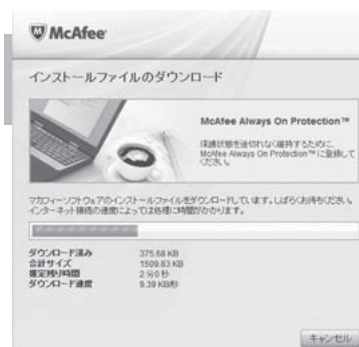 McAfee
インストールファイルのダウンロード
McAfee Always On Protection™
保護状態を途切れなく維持するために、
McAfee Always On Protection™に登録して
ください。
マカフィーソフトウェアのインストールファイルをダウンロードしています。しばらくお待ちください。
インターネット接続の速度によっては処理に時間がかかります。
ダウンロード済み 375.68 KB
合計サイズ 1509.83 KB
推定残り時間 2 分 0 秒
ダウンロード速度 9.39 KB/秒
キャンセル